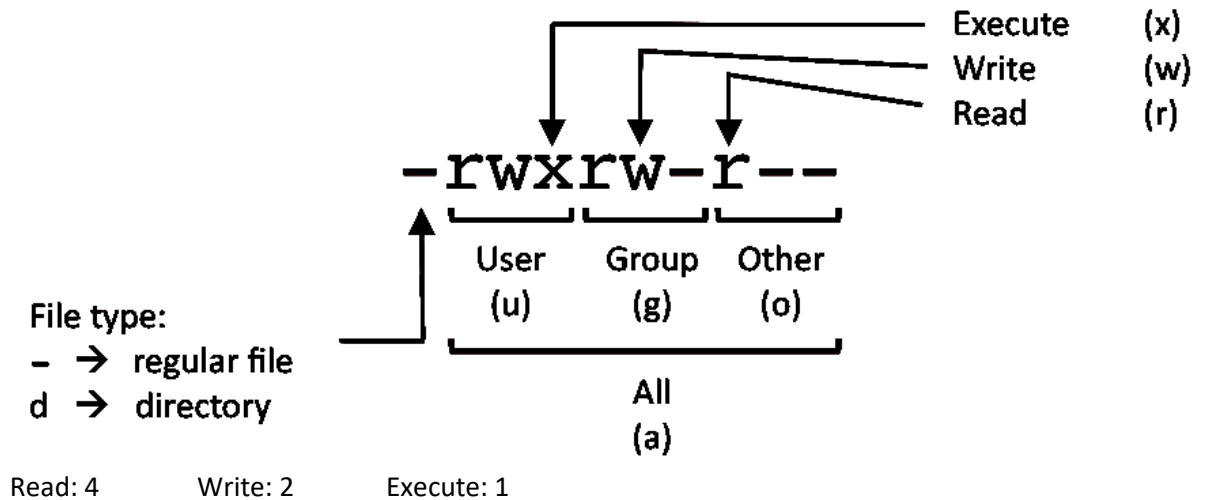 Execute (x)
Write (w)
Read (r)
-rwxrw-r--
User Group Other
(u) (g) (o)
File type:
- → regular file
d → directory
All
(a)
Read: 4 Write: 2 Execute: 1